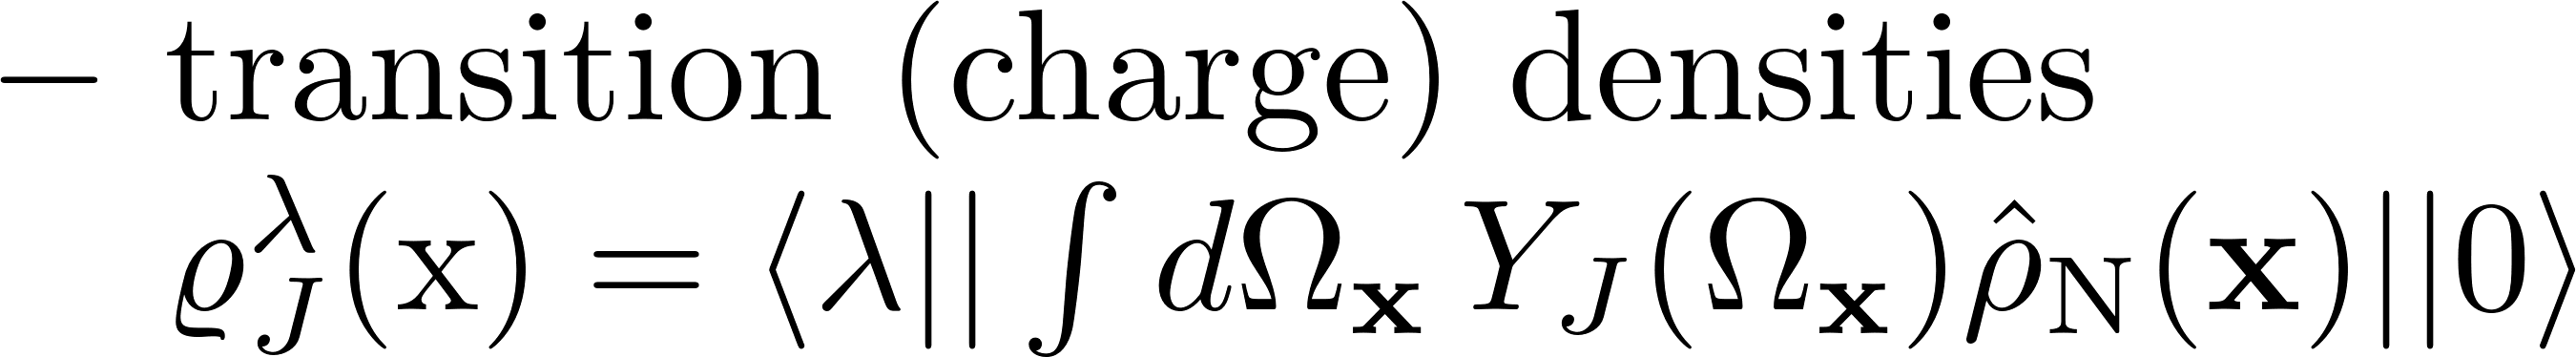 − transition (charge) densities
ϱ_J^λ(x) = ⟨λ‖ ∫ dΩ_𝐱 Y_J(Ω_𝐱)ρ̂_N(𝐱)‖0⟩